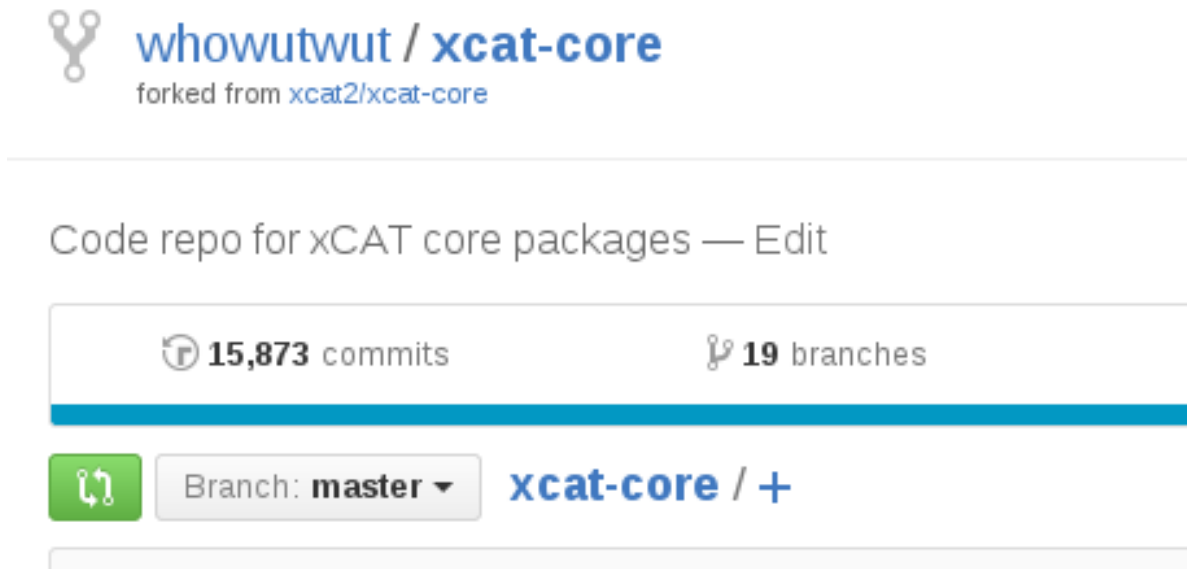 whowutwut / xcat-core
forked from xcat2/xcat-core
Code repo for xCAT core packages — Edit
15,873 commits 19 branches
Branch: master xcat-core / +